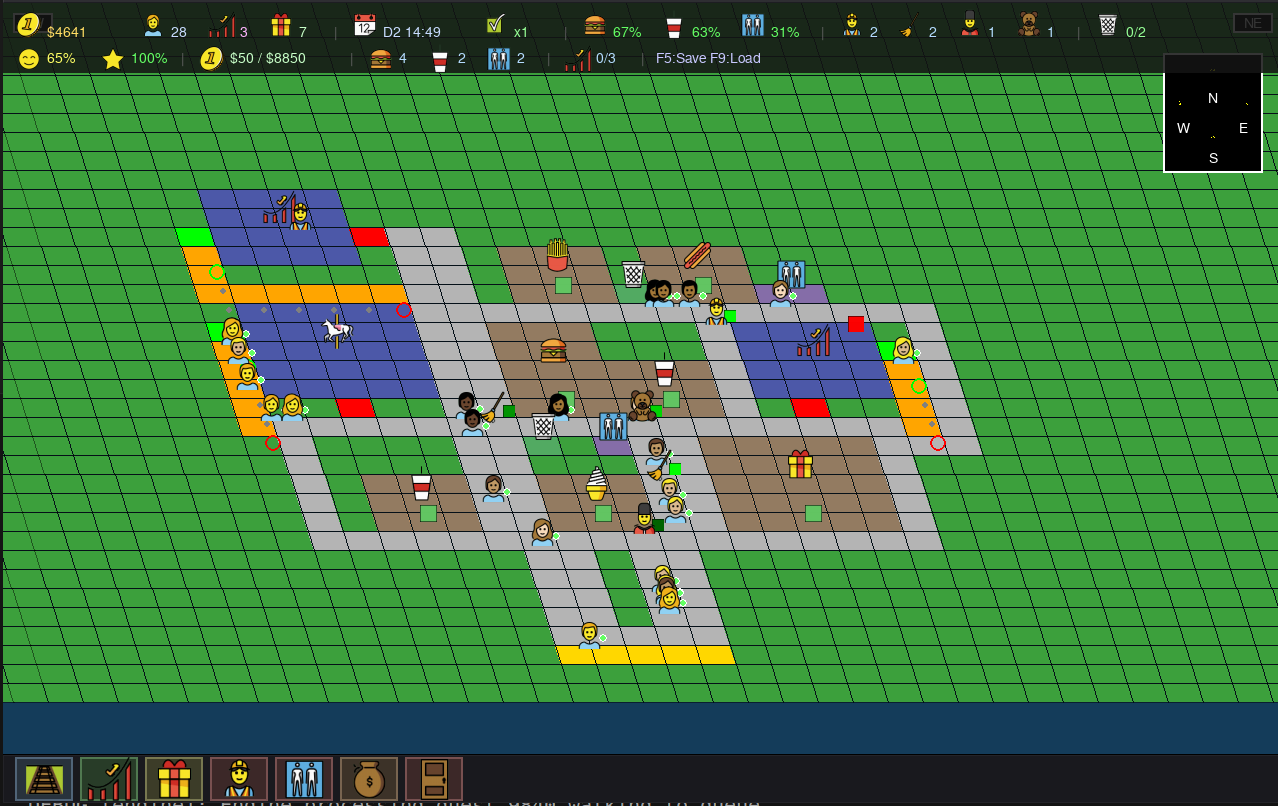 $4641 28 3 7 12 D2 14:49 x1 67% 63% 31% 2 2 1 1 0/2 NE
65% 100% $50 / $8850 4 2 2 0/3 F5:Save F9:Load
N
W E
S